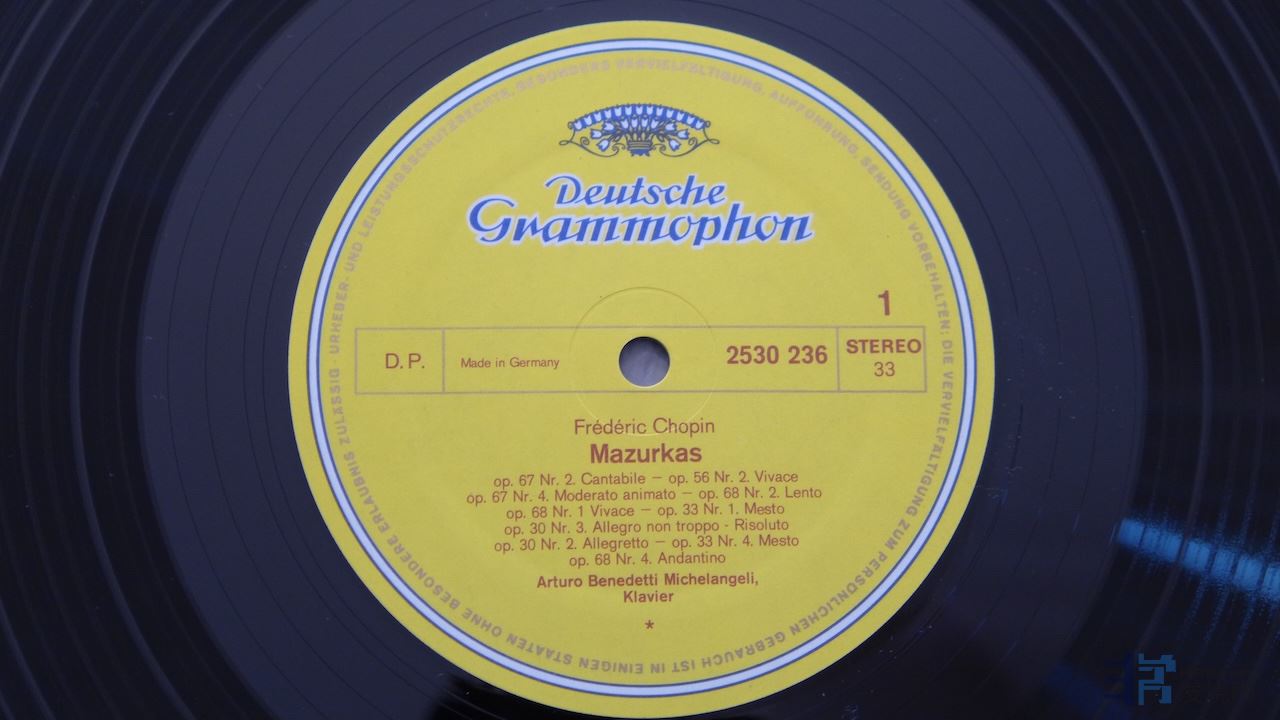 URHEBER- UND LEISTUNGSSCHUTZRECHTE, BESONDERS VERVIELFÄLTIGUNG, AUFFÜHRUNG, SENDUNG VORBEHALTEN; DIE VERVIELFÄLTIGUNG ZUM PERSÖNLICHEN GEBRAUCH IST IN EINIGEN STAATEN OHNE BESONDERE ERLAUBNIS ZULÄSSIG ·
Deutsche
Grammophon
1
D.P. Made in Germany 2530 236 STEREO
33
Frédéric Chopin
Mazurkas
op. 67 Nr. 2. Cantabile – op. 56 Nr. 2. Vivace
op. 67 Nr. 4. Moderato animato – op. 68 Nr. 2. Lento
op. 68 Nr. 1 Vivace – op. 33 Nr. 1. Mesto
op. 30 Nr. 3. Allegro non troppo - Risoluto
op. 30 Nr. 2. Allegretto – op. 33 Nr. 4. Mesto
op. 68 Nr. 4. Andantino
Arturo Benedetti Michelangeli,
Klavier
*